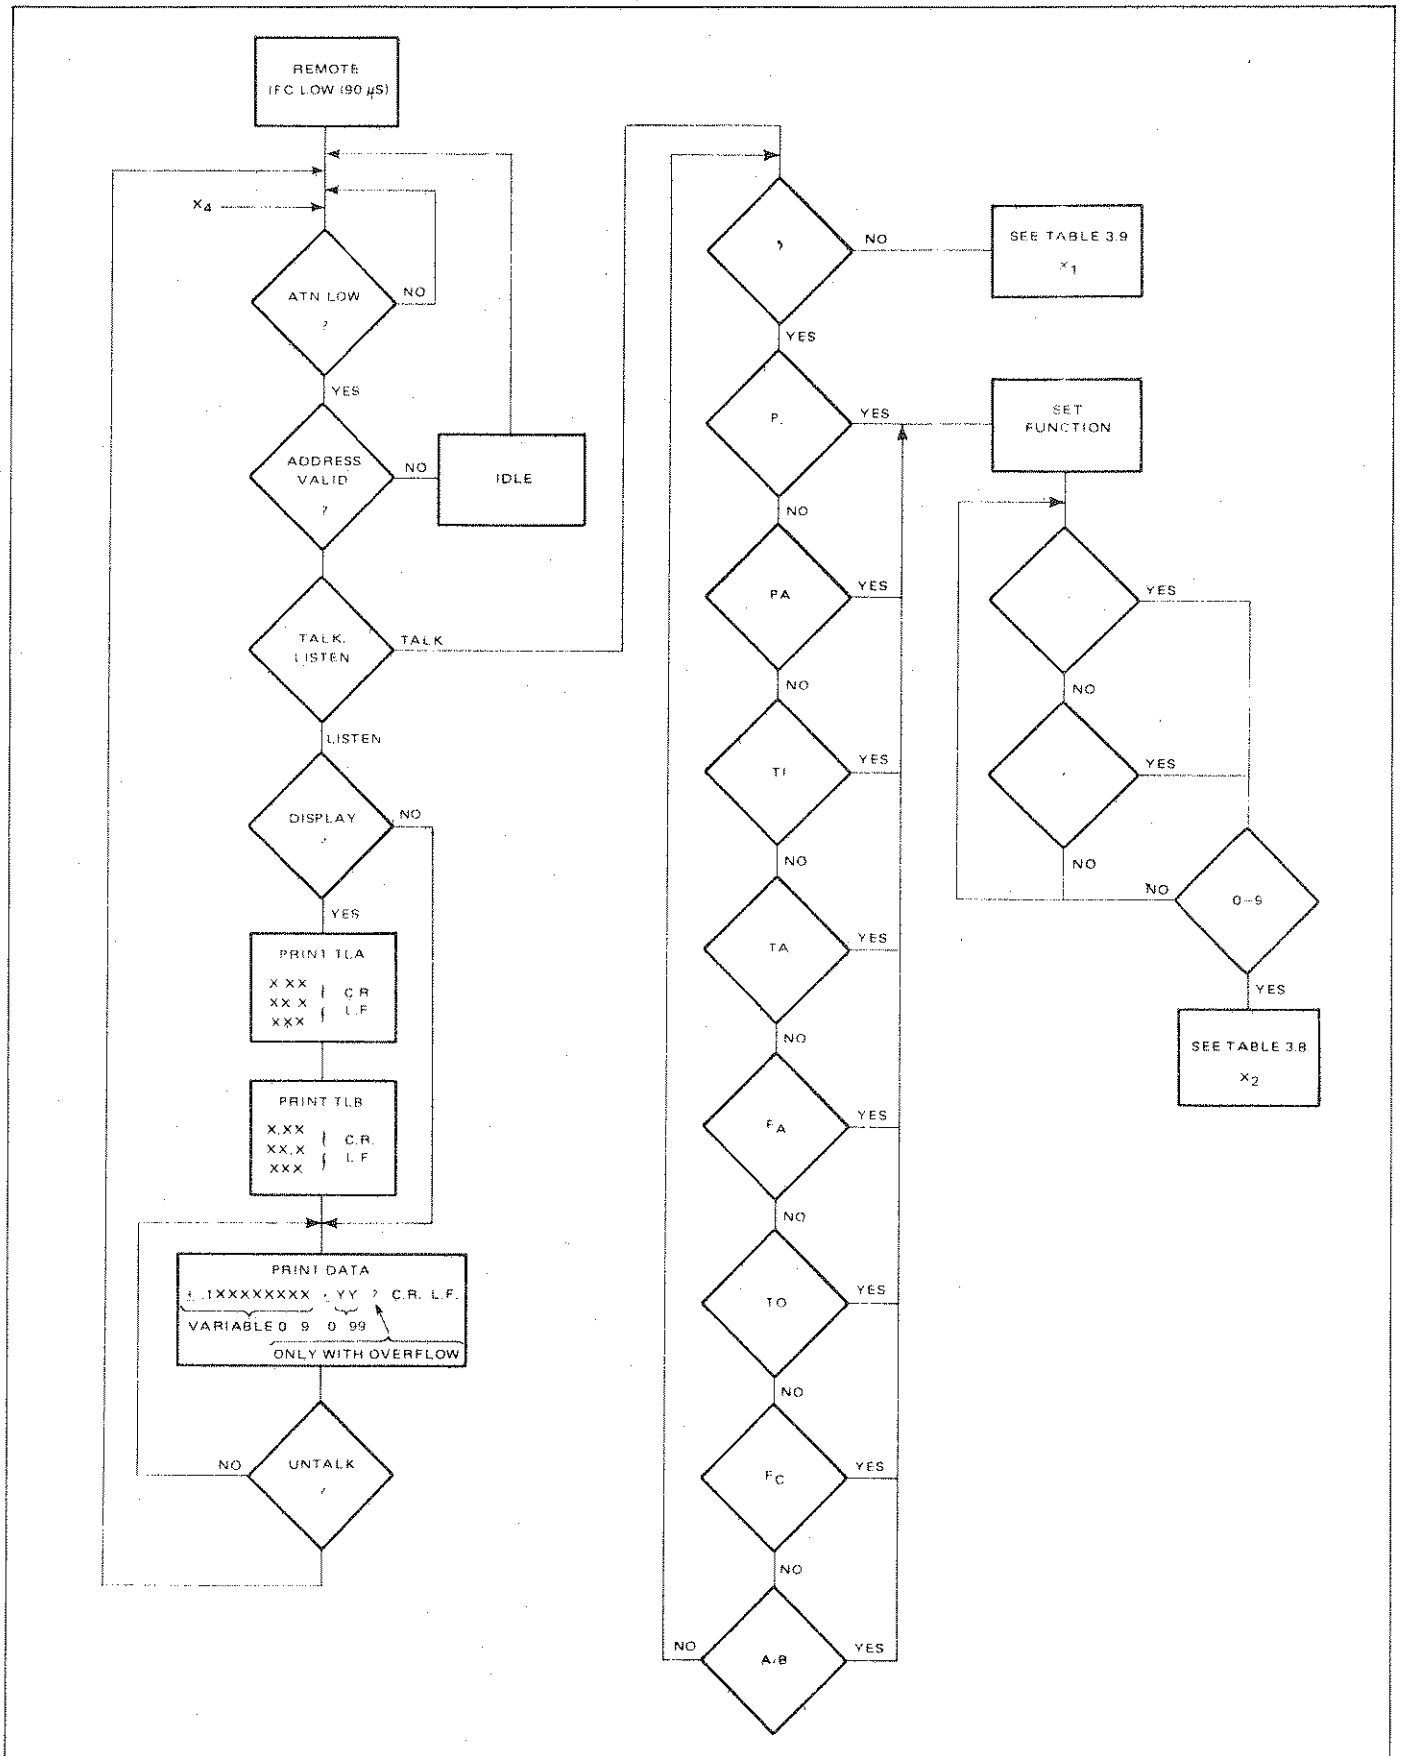 REMOTE
IFC LOW (90 µS)
X4
ATN LOW
?
NO
YES
ADDRESS
VALID
?
NO
IDLE
TALK.
LISTEN
TALK
LISTEN
DISPLAY
?
NO
YES
PRINT TLA
X XX
XX X
XXX
C.R
L.F
PRINT TLB
X.XX
XX.X
XXX
C.R.
L.F
PRINT DATA
± .1XXXXXXXX · YY ? C.R. L.F.
VARIABLE 0 9 0 99
ONLY WITH OVERFLOW
UNTALK
?
NO
NO
SEE TABLE 3.9
X1
YES
P.
YES
SET
FUNCTION
NO
PA
YES
NO
TI
YES
NO
TA
YES
NO
FA
YES
NO
TO
YES
NO
FC
YES
NO
A/B
NO
YES
YES
NO
YES
NO
NO
0–9
YES
SEE TABLE 3.8
X2